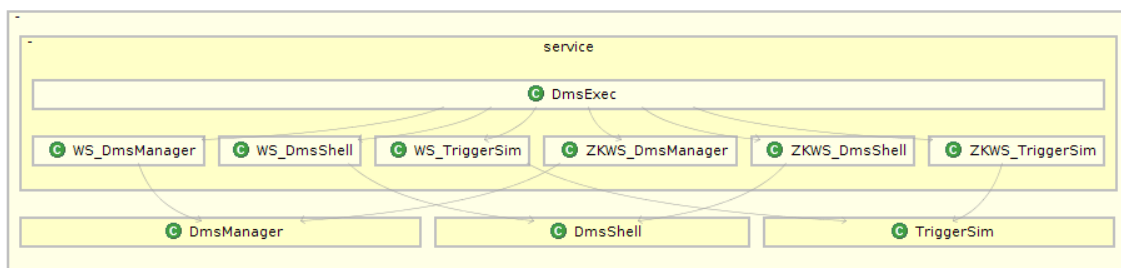 -
-
service
C DmsExec
C WS_DmsManager C WS_DmsShell C WS_TriggerSim C ZKWS_DmsManager C ZKWS_DmsShell C ZKWS_TriggerSim
C DmsManager C DmsShell C TriggerSim